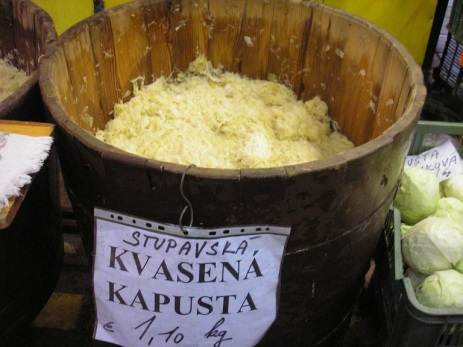 STUPAVSKÁ
KVASENÁ
KAPUSTA
€ 1,10 kg